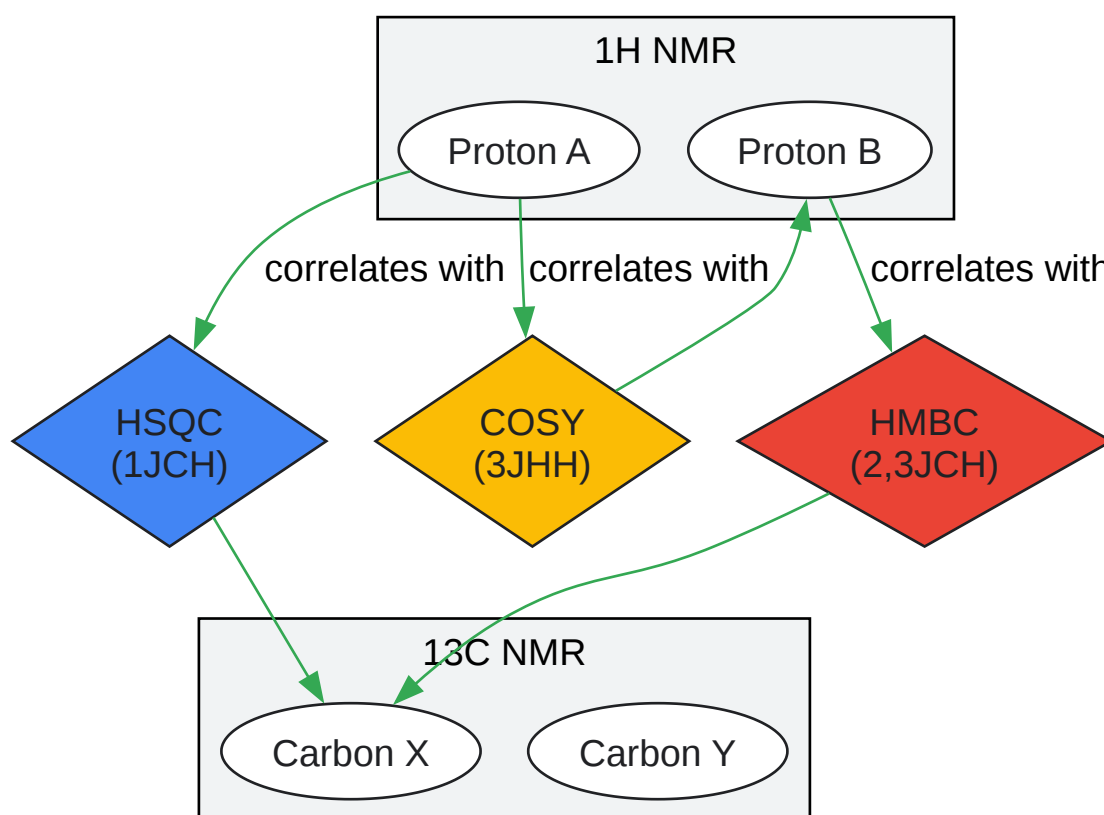 1H NMR
Proton A
Proton B
correlates with
correlates with
correlates with
HSQC
(1JCH)
COSY
(3JHH)
HMBC
(2,3JCH)
13C NMR
Carbon X
Carbon Y